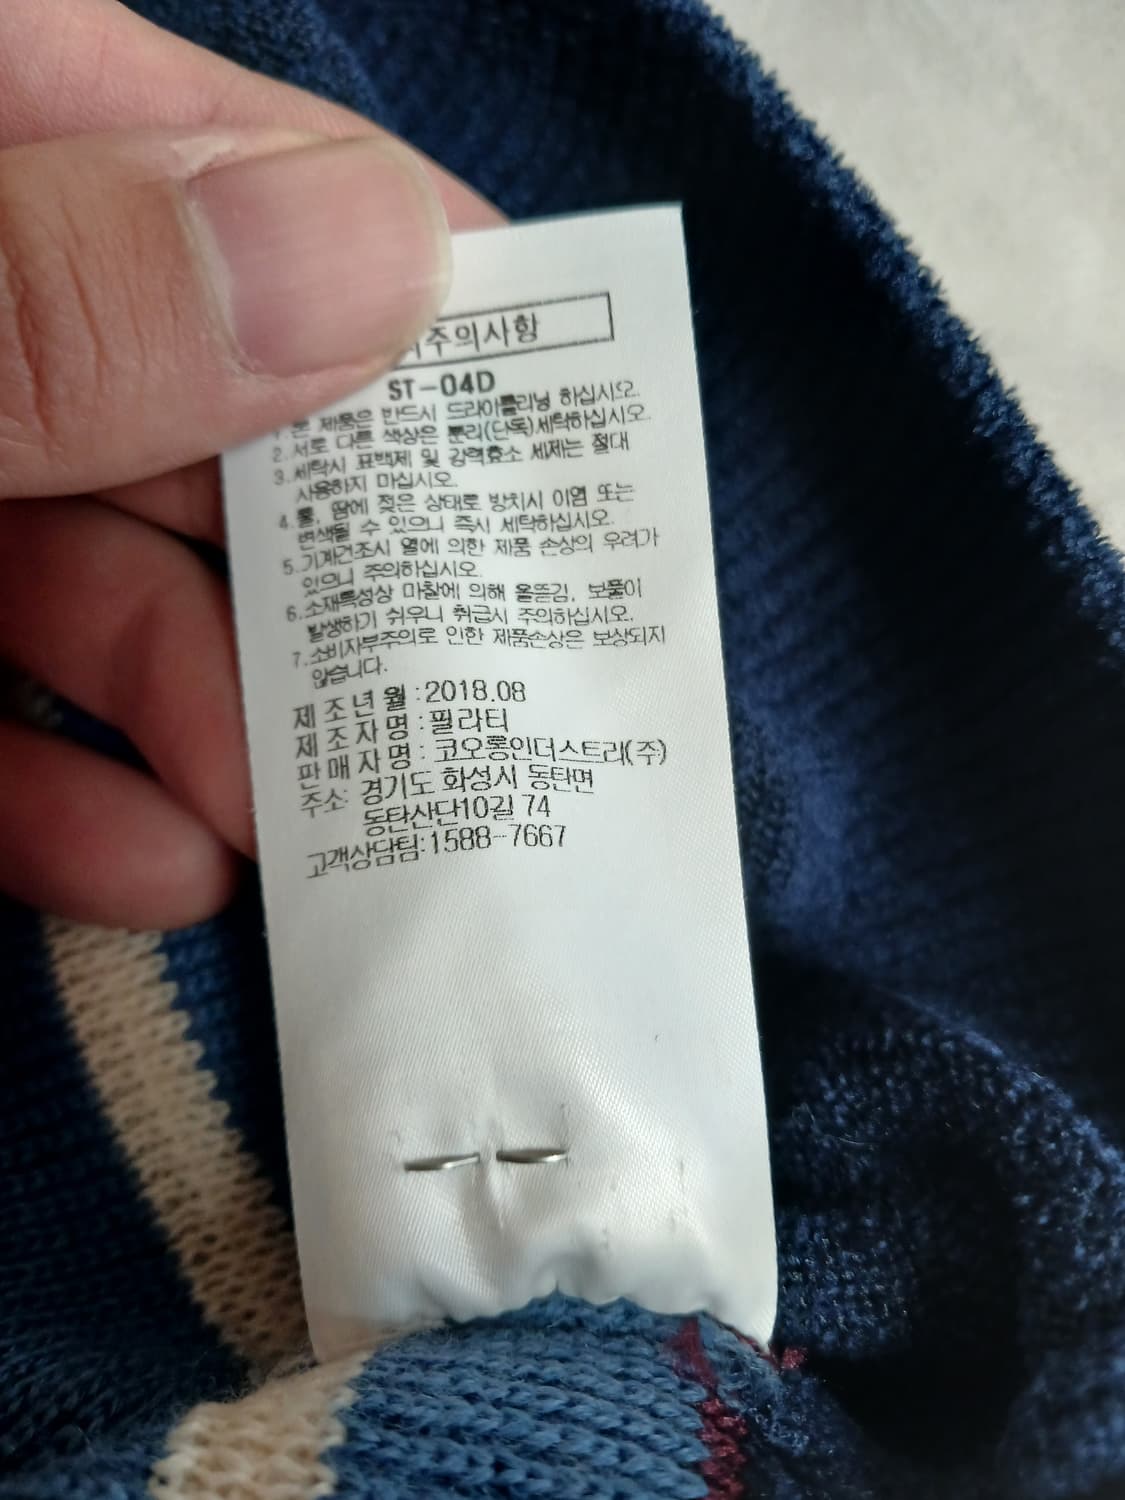 주의사항
ST-04D
1.본 제품은 반드시 드라이클리닝 하십시오.
2.서로 다른 색상은 분리(단독)세탁하십시오.
3.세탁시 표백제 및 강력효소 세제는 절대
사용하지 마십시오.
4.물, 땀에 젖은 상태로 방치시 이염 또는
변색될 수 있으니 즉시 세탁하십시오.
5.기계건조시 열에 의한 제품 손상의 우려가
있으니 주의하십시오.
6.소재특성상 마찰에 의해 올뜯김, 보풀이
발생하기 쉬우니 취급시 주의하십시오.
7.소비자부주의로 인한 제품손상은 보상되지
않습니다.
제조년월:2018.08
제조자명:필라티
판매자명:코오롱인더스트리(주)
주소: 경기도 화성시 동탄면
동탄산단10길 74
고객상담팀:1588-7667